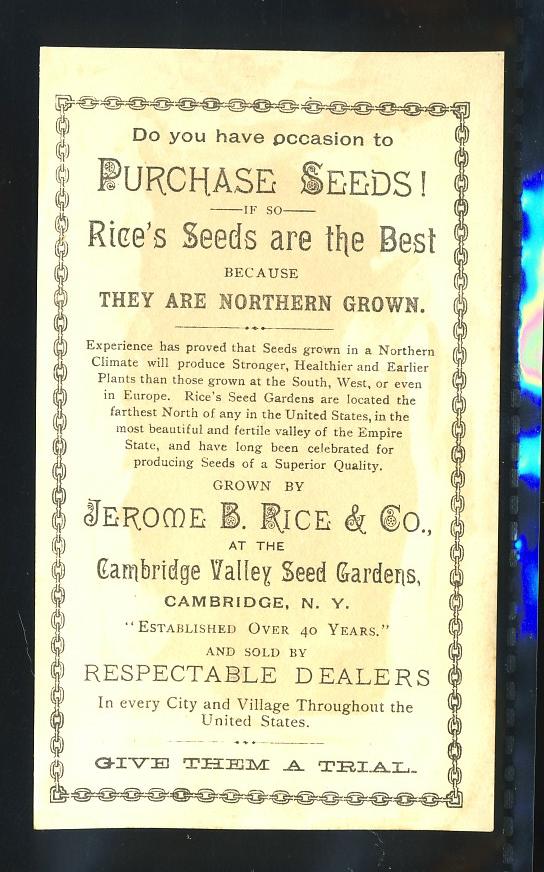 Do you have occasion to
PURCHASE SEEDS!
IF SO
Rice's Seeds are the Best
BECAUSE
THEY ARE NORTHERN GROWN.
Experience has proved that Seeds grown in a Northern
Climate will produce Stronger, Healthier and Earlier
Plants than those grown at the South, West, or even
in Europe. Rice's Seed Gardens are located the
farthest North of any in the United States, in the
most beautiful and fertile valley of the Empire
State, and have long been celebrated for
producing Seeds of a Superior Quality.
GROWN BY
JEROME B. RICE & CO.,
AT THE
Cambridge Valley Seed Gardens,
CAMBRIDGE, N. Y.
"ESTABLISHED OVER 40 YEARS."
AND SOLD BY
RESPECTABLE DEALERS
In every City and Village Throughout the
United States.
GIVE THEM A TRIAL.